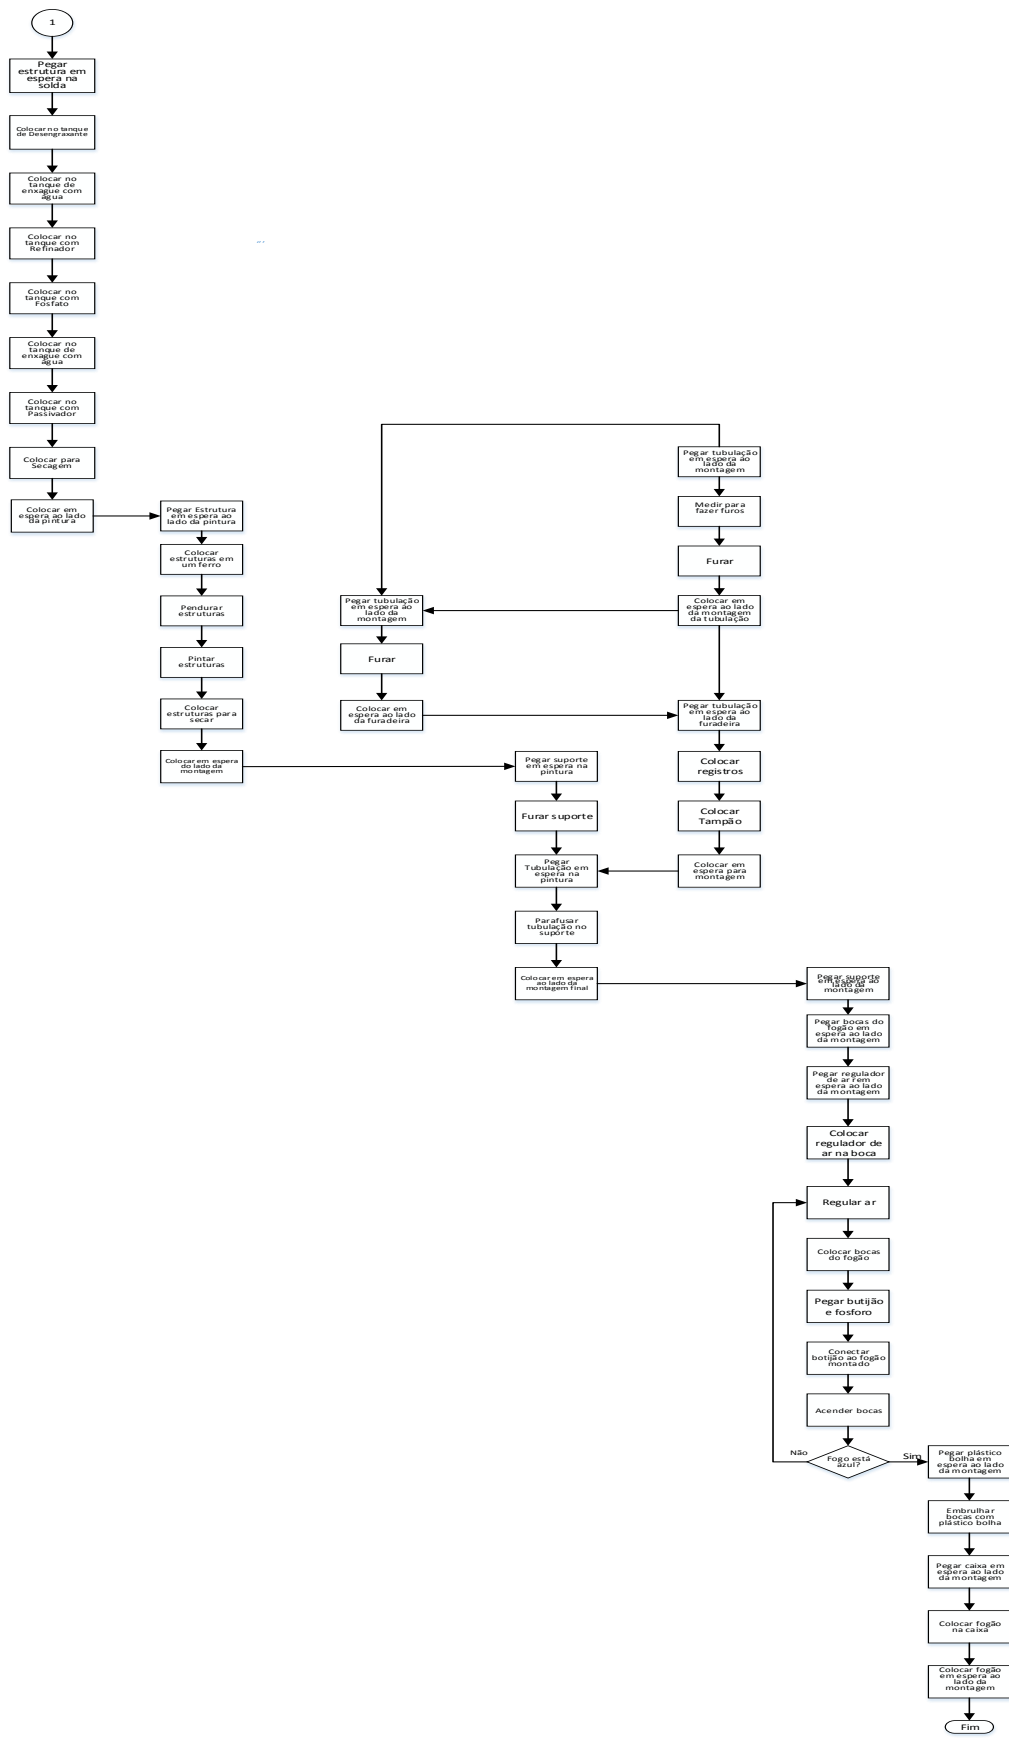 1
Pegar
estrutura em
espera na
solda
Colocar no tanque
de Desengraxante
Colocar no
tanque de
enxague com
água
Colocar no
tanque com
Refinador
Colocar no
tanque com
Fosfato
Colocar no
tanque de
enxague com
água
Colocar no
tanque com
Passivador
Colocar para
Secagem
Colocar em
espera ao lado
da pintura
Pegar Estrutura
em espera ao
lado da pintura
Colocar
estruturas em
um ferro
Pendurar
estruturas
Pintar
estruturas
Colocar
estruturas para
secar
Colocar em espera
do lado da
montagem
Pegar tubulação
em espera ao
lado da
montagem
Medir para
fazer furos
Furar
Colocar em
espera ao lado
da montagem
da tubulação
Pegar tubulação
em espera ao
lado da
montagem
Furar
Colocar em
espera ao lado
da furadeira
Pegar tubulação
em espera ao
lado da
furadeira
Colocar
registros
Colocar
Tampão
Colocar em
espera para
montagem
Pegar suporte
em espera na
pintura
Furar suporte
Pegar
Tubulação em
espera na
pintura
Parafusar
tubulação no
suporte
Colocar em espera
ao lado da
montagem final
Pegar suporte
em espera ao
lado da
montagem
Pegar bocas do
fogão em
espera ao lado
da montagem
Pegar regulador
de ar rem
espera ao lado
da montagem
Colocar
regulador de
ar na boca
Regular ar
Colocar bocas
do fogão
Pegar butijão
e fosforo
Conectar
botijão ao fogão
montado
Acender bocas
Fogo está
azul?
Não
Sim
Pegar plástico
bolha em
espera ao lado
da montagem
Embrulhar
bocas com
plástico bolha
Pegar caixa em
espera ao lado
da montagem
Colocar fogão
na caixa
Colocar fogão
em espera ao
lado da
montagem
Fim